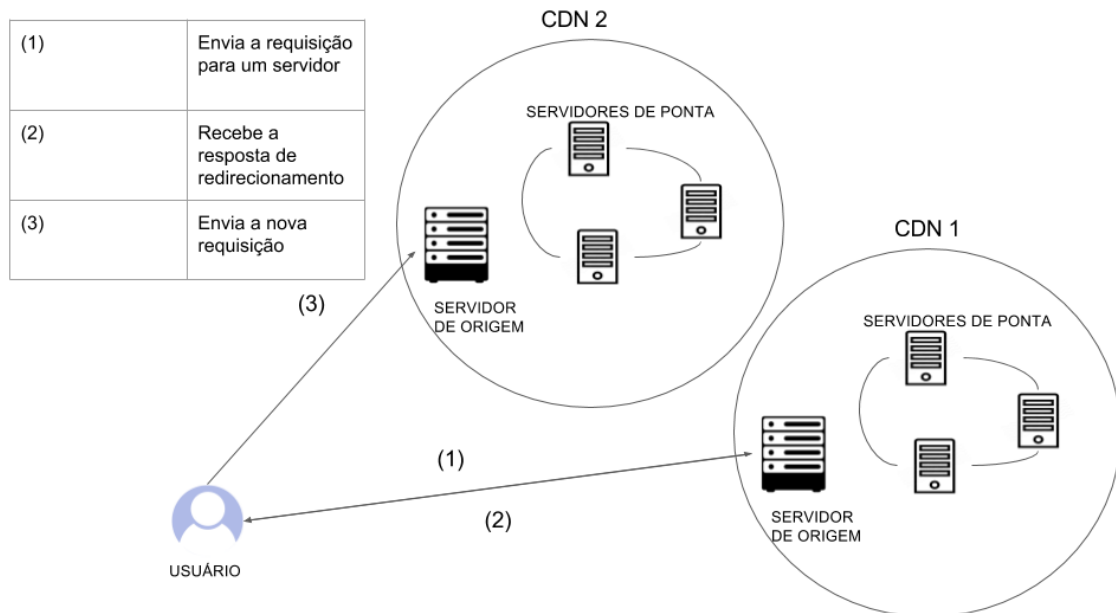 (1)
Envia a requisição
para um servidor
(2)
Recebe a
resposta de
redirecionamento
(3)
Envia a nova
requisição
CDN 2
SERVIDORES DE PONTA
SERVIDOR
DE ORIGEM
CDN 1
SERVIDORES DE PONTA
SERVIDOR
DE ORIGEM
(3)
(1)
(2)
USUÁRIO